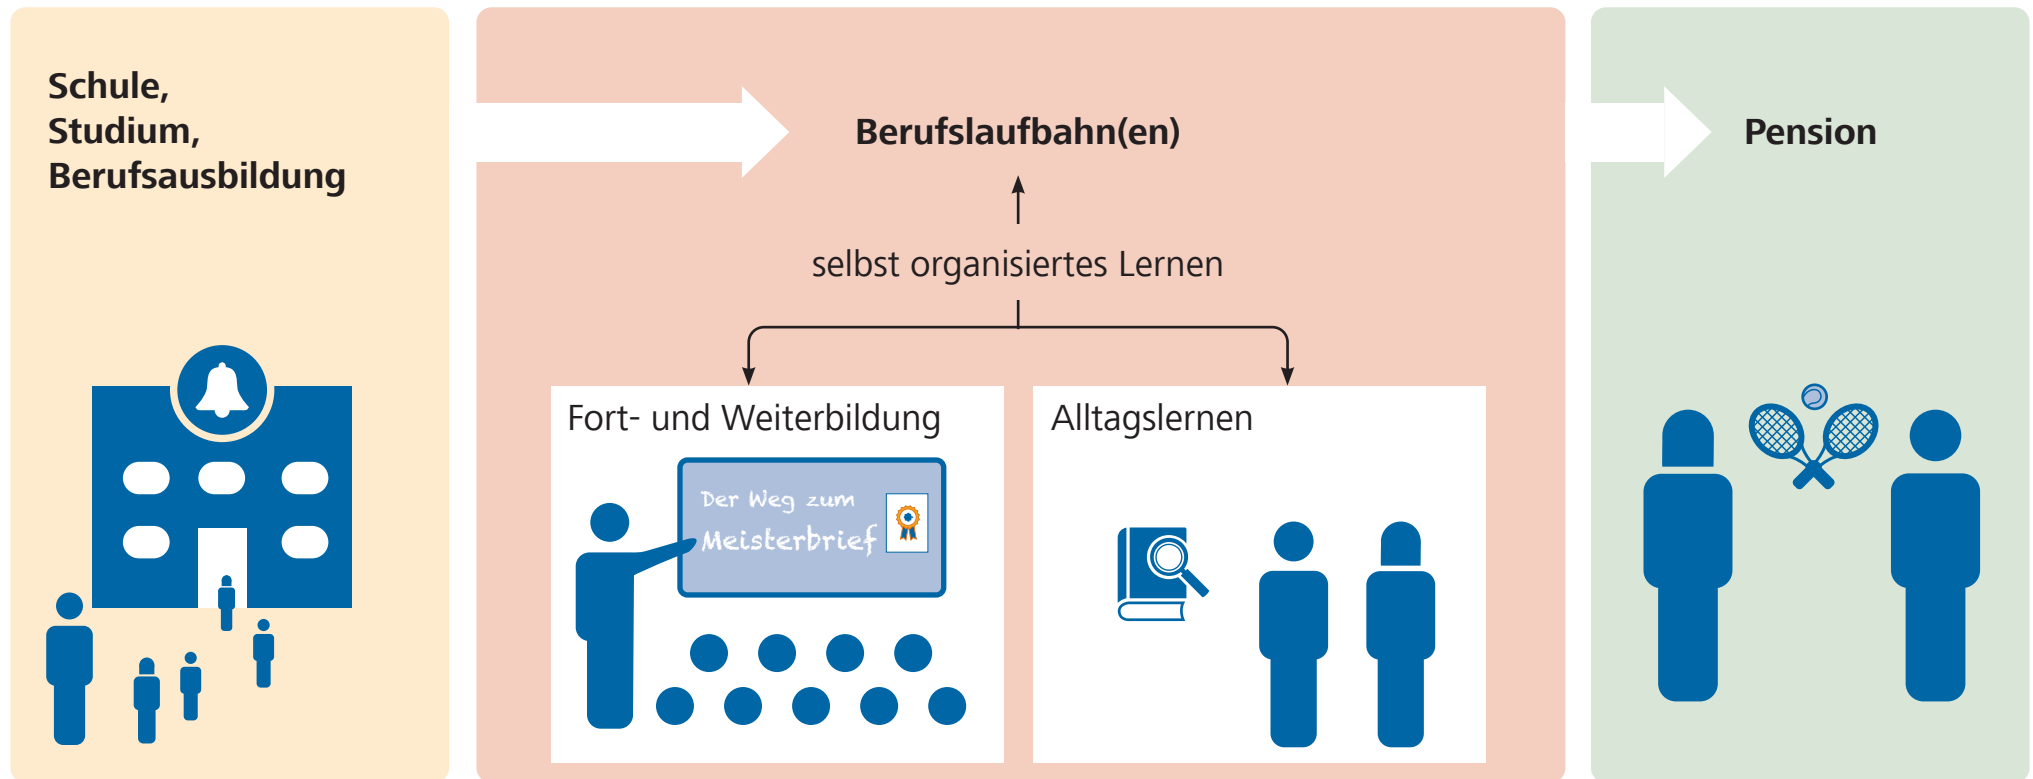 Schule,
Studium,
Berufsausbildung
Berufslaufbahn(en)
selbst organisiertes Lernen
Fort- und Weiterbildung
Der Weg zum
Meisterbrief
Alltagslernen
Pension